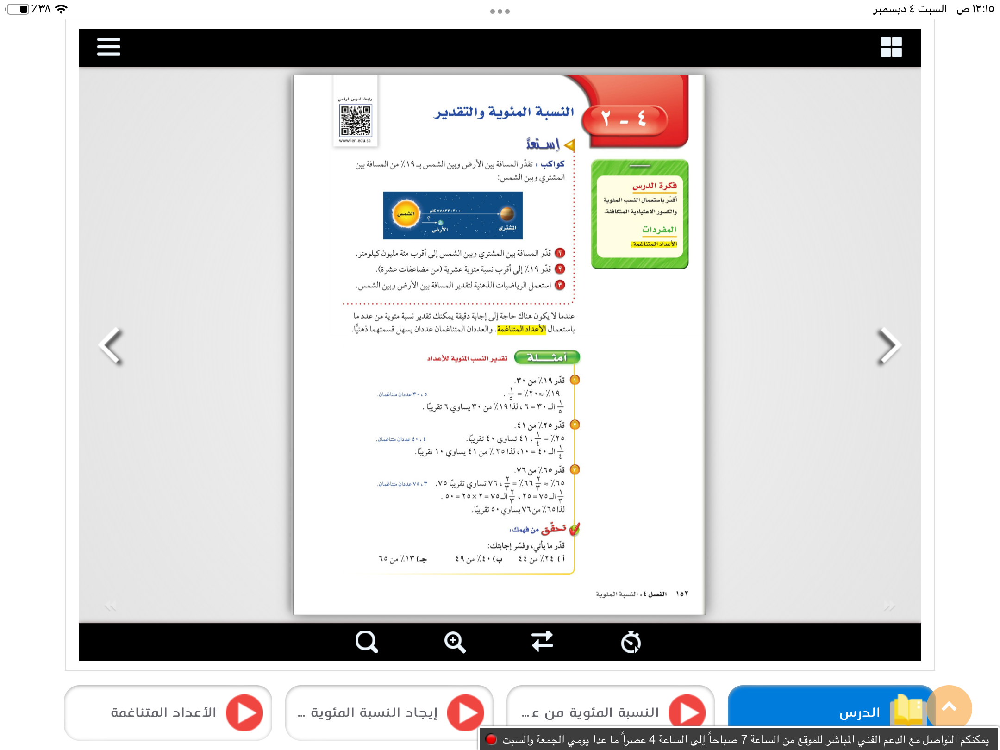 ١٢:١٥ ص السبت ٤ ديسمبر
٣٨٪
رابط الدرس الرقمي
www.ien.edu.sa
٤ - ٢
النسبة المئوية والتقدير
إستعدَّ
كواكب : تقدّر المسافة بين الأرض وبين الشمس بـ ١٩٪ من المسافة بين
المشتري وبين الشمس:
الشمس
٧٧٨٣٣٠٣٠٠ كلم
؟
الأرض
المشتري
١ قدّر المسافة بين المشتري وبين الشمس إلى أقرب مئة مليون كيلومتر.
٢ قدّر ١٩٪ إلى أقرب نسبة مئوية عشرية (من مضاعفات عشرة).
٣ استعمل الرياضيات الذهنية لتقدير المسافة بين الأرض وبين الشمس.
فكرة الدرس
أقدّر باستعمال النسب المئوية
والكسور الاعتيادية المتكافئة.
المفردات
الأعداد المتناغمة.
عندما لا يكون هناك حاجة إلى إجابة دقيقة يمكنك تقدير نسبة مئوية من عدد ما
باستعمال الأعداد المتناغمة. والعددان المتناغمان عددان يسهل قسمتهما ذهنيًّا.
أمثـــلة تقدير النسب المئوية للأعداد
١ قدّر ١٩٪ من ٣٠.
١٩٪ ≈ ٢٠٪ = ١/٥ . ٥ ، ٣٠ عددان متناغمان.
١/٥ الـ ٣٠ = ٦ ، لذا ١٩٪ من ٣٠ يساوي ٦ تقريبًا .
٢ قدّر ٢٥٪ من ٤١.
٢٥٪ = ١/٤ ، ٤١ تساوي ٤٠ تقريبًا. ٤ ، ٤٠ عددان متناغمان.
١/٤ الـ ٤٠ = ١٠، لذا ٢٥ ٪ من ٤١ يساوي ١٠ تقريبًا.
٣ قدّر ٦٥٪ من ٧٦.
٦٥٪ ≈ ٢/٣ ٦٦٪ = ٢/٣ ، ٧٦ تساوي تقريبًا ٧٥. ٣ ، ٧٥ عددان متناغمان.
١/٣ الـ ٧٥ = ٢٥ ، ٢/٣ الـ ٧٥ = ٢ × ٢٥ = ٥٠ .
لذا ٦٥٪ من ٧٦ يساوي ٥٠ تقريبًا.
تحقّق من فهمك:
قدّر ما يأتي، وفسّر إجابتك:
أ ) ٢٤٪ من ٤٤ ب) ٤٠٪ من ٤٩ جـ) ١٣٪ من ٦٥
١٥٢ الفصل ٤ : النسبة المئوية
الدرس
النسبة المئوية من عـ...
إيجاد النسبة المئوية ...
الأعداد المتناغمة
يمكنكم التواصل مع الدعم الفني المباشر للموقع من الساعة 7 صباحاً إلى الساعة 4 عصراً ما عدا يومي الجمعة والسبت